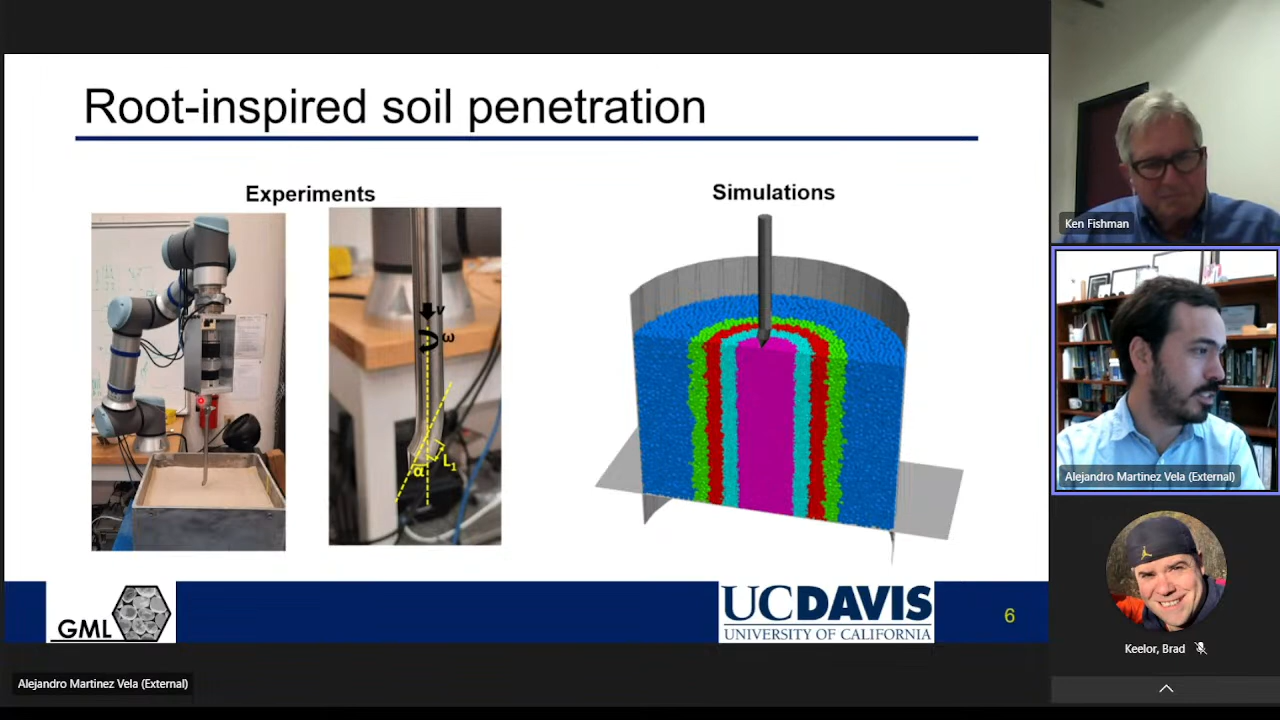 Root-inspired soil penetration
Experiments
Simulations
v
ω
L1
α
GML
UCDAVIS
UNIVERSITY OF CALIFORNIA
6
Alejandro Martinez Vela (External)
Ken Fishman
Alejandro Martinez Vela (External)
Keelor, Brad